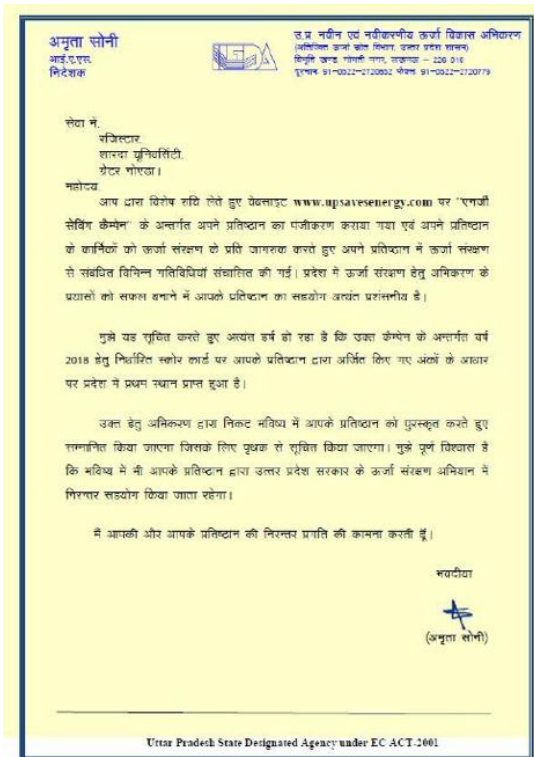 अमृता सोनी
आई.ए.एस.
निदेशक
उ.प्र. नवीन एवं नवीकरणीय ऊर्जा विकास अभिकरण
(अतिरिक्त ऊर्जा स्रोत विभाग, उत्तर प्रदेश शासन)
विभूति खण्ड गोमती नगर, लखनऊ – 226 010
दूरभाष 91-0522-2720652 फैक्स 91-0522-2720779
सेवा में,
रजिस्टार,
शारदा यूनिवर्सिटी,
ग्रेटर नोएडा।
महोदय,
आप द्वारा विशेष रुचि लेते हुए वेबसाइट www.upsavesenergy.com पर "एनर्जी
सेविंग कैम्पेन" के अन्तर्गत अपने प्रतिष्ठान का पंजीकरण कराया गया एवं अपने प्रतिष्ठान
के कार्मिकों को ऊर्जा संरक्षण के प्रति जागरुक करते हुए अपने प्रतिष्ठान में ऊर्जा संरक्षण
से संबंधित विभिन्न गतिविधियॉ संचालित की गई। प्रदेश में ऊर्जा संरक्षण हेतु अभिकरण के
प्रयासों को सफल बनाने में आपके प्रतिष्ठान का सहयोग अत्यंत प्रशंसनीय है।
मुझे यह सूचित करते हुए अत्यंत हर्ष हो रहा है कि उक्त कैम्पेन के अन्तर्गत वर्ष
2018 हेतु निर्धारित स्कोर कार्ड पर आपके प्रतिष्ठान द्वारा अर्जित किए गए अंकों के आधार
पर प्रदेश में प्रथम स्थान प्राप्त हुआ है।
उक्त हेतु अभिकरण द्वारा निकट भविष्य में आपके प्रतिष्ठान को पुरस्कृत करते हुए
सम्मानित किया जाएगा जिसके लिए पृथक से सूचित किया जाएगा। मुझे पूर्ण विश्वास है
कि भविष्य में भी आपके प्रतिष्ठान द्वारा उत्तर प्रदेश सरकार के ऊर्जा संरक्षण अभियान में
निरन्तर सहयोग किया जाता रहेगा।
मैं आपकी और आपके प्रतिष्ठान की निरन्तर प्रगति की कामना करती हूँ।
भवदीया
(अमृता सोनी)
Uttar Pradesh State Designated Agency under EC ACT-2001